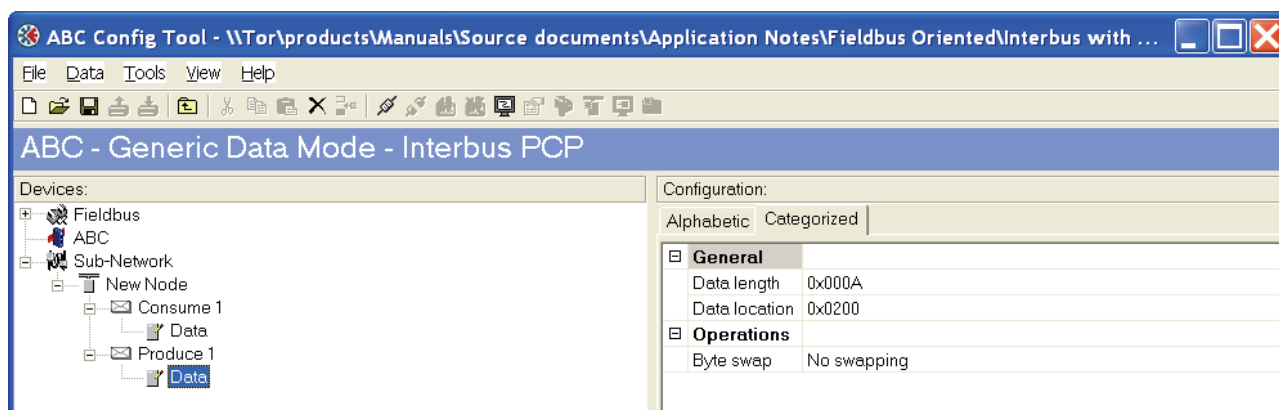 ABC Config Tool - \\Tor\products\Manuals\Source documents\Application Notes\Fieldbus Oriented\Interbus with ...
File Data Tools View Help
ABC - Generic Data Mode - Interbus PCP
Devices:
Fieldbus
ABC
Sub-Network
New Node
Consume 1
Data
Produce 1
Data
Configuration:
Alphabetic Categorized
General
Data length 0x000A
Data location 0x0200
Operations
Byte swap No swapping